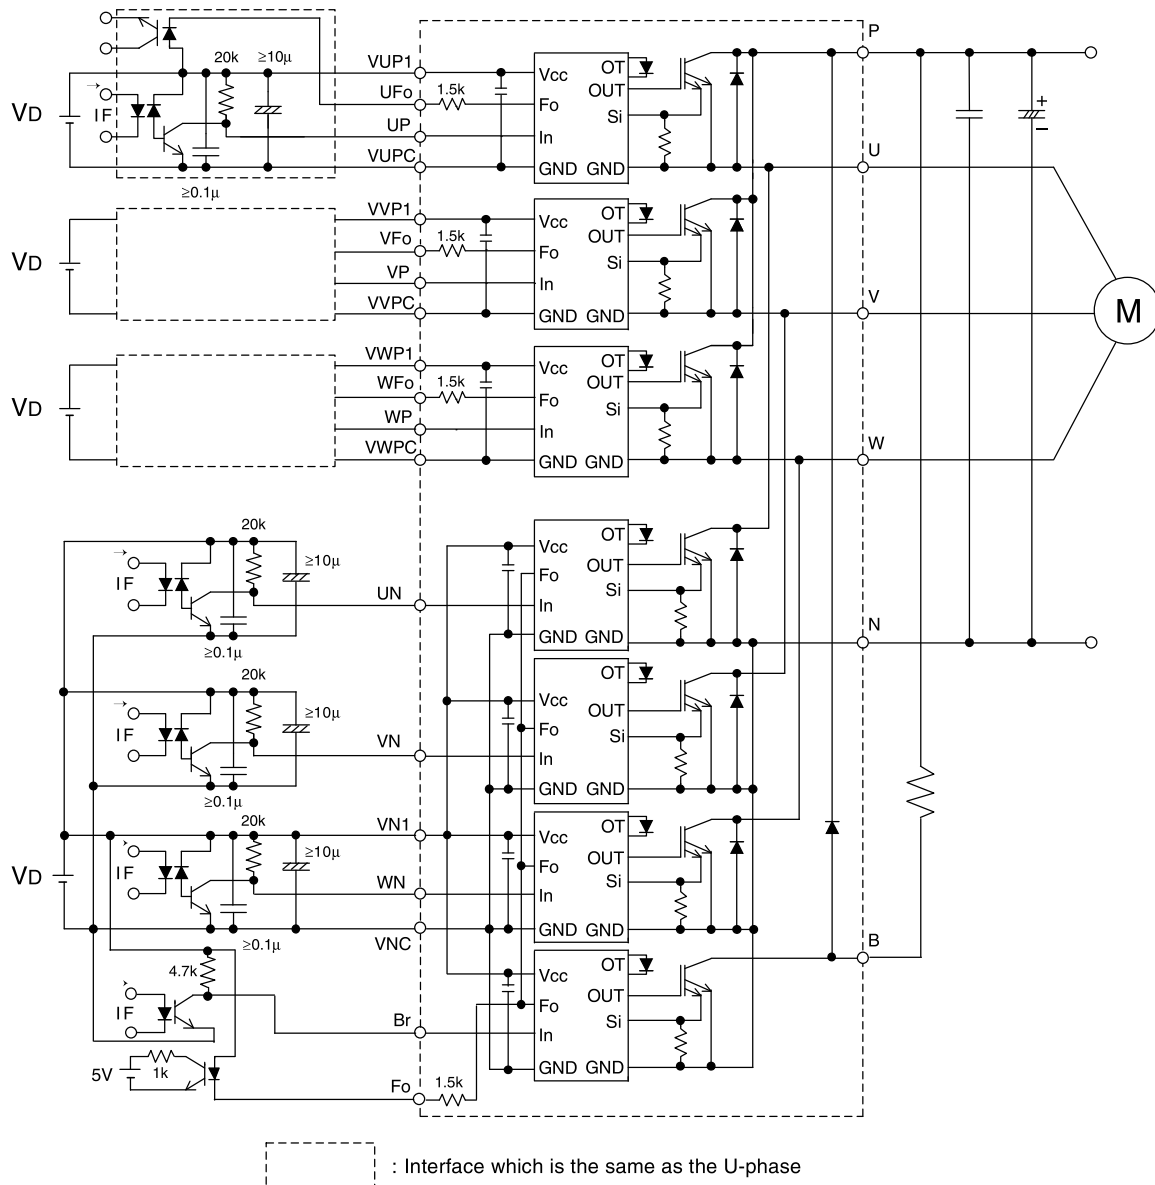 P
20k
≥10µ
VUP1
OT
Vcc
UFo
1.5k
OUT
+
VD
IF
Fo
Si
UP
In
−
VUPC
GND GND
U
≥0.1µ
VVP1
Vcc
OT
VFo
1.5k
OUT
VD
Fo
Si
VP
In
V
VVPC
GND GND
M
VWP1
Vcc
OT
WFo
1.5k
OUT
VD
Fo
Si
WP
In
W
VWPC
GND GND
20k
OT
Vcc
≥10µ
OUT
IF
Fo
Si
UN
In
N
GND GND
≥0.1µ
20k
OT
Vcc
≥10µ
OUT
IF
Fo
Si
VN
In
GND GND
≥0.1µ
20k
VN1
OT
Vcc
≥10µ
OUT
VD
IF
Fo
Si
WN
In
GND GND
VNC
≥0.1µ
B
4.7k
OT
Vcc
OUT
IF
Fo
Si
Br
In
5V
1k
GND GND
Fo
1.5k
: Interface which is the same as the U-phase